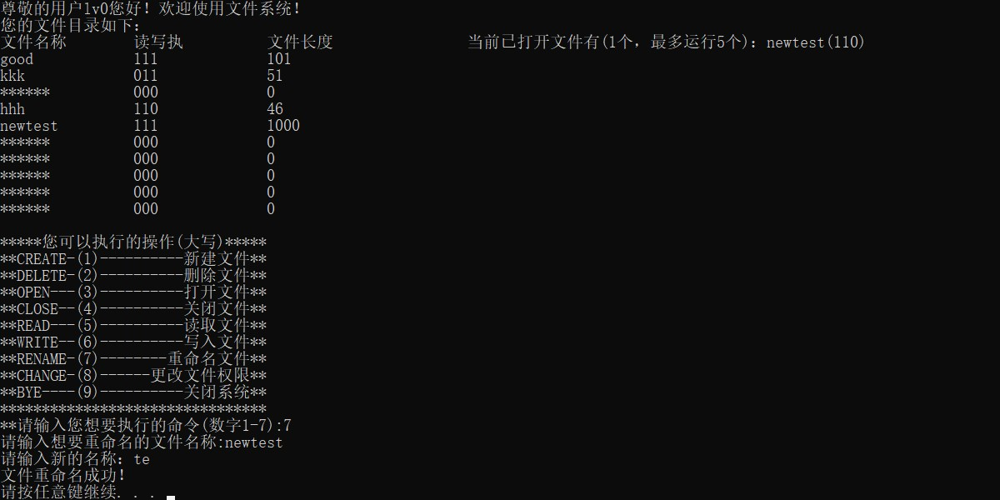 尊敬的用户lv0您好！欢迎使用文件系统！
您的文件目录如下：
文件名称 读写执 文件长度 当前已打开文件有(1个，最多运行5个)：newtest(110)
good 111 101
kkk 011 51
****** 000 0
hhh 110 46
newtest 111 1000
****** 000 0
****** 000 0
****** 000 0
****** 000 0
****** 000 0
*****您可以执行的操作(大写)*****
**CREATE-(1)----------新建文件**
**DELETE-(2)----------删除文件**
**OPEN---(3)----------打开文件**
**CLOSE--(4)----------关闭文件**
**READ---(5)----------读取文件**
**WRITE--(6)----------写入文件**
**RENAME-(7)--------重命名文件**
**CHANGE-(8)------更改文件权限**
**BYE----(9)----------关闭系统**
********************************
**请输入您想要执行的命令(数字1-7):7
请输入想要重命名的文件名称:newtest
请输入新的名称：te
文件重命名成功！
请按任意键继续. . .